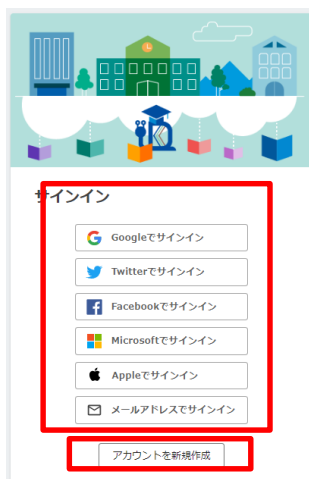 サインイン
Googleでサインイン
Twitterでサインイン
Facebookでサインイン
Microsoftでサインイン
Appleでサインイン
メールアドレスでサインイン
アカウントを新規作成